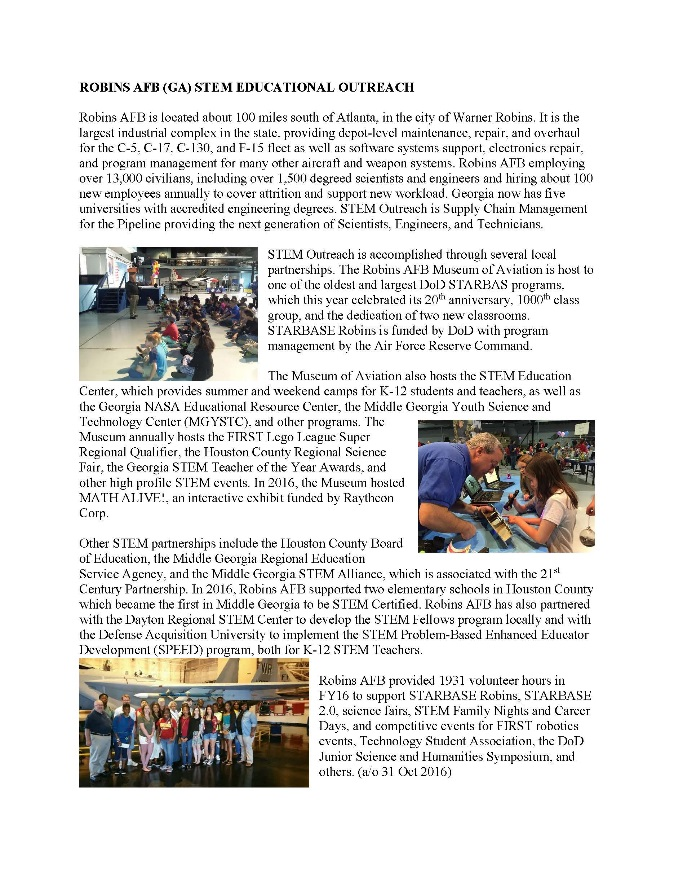 ROBINS AFB (GA) STEM EDUCATIONAL OUTREACH
Robins AFB is located about 100 miles south of Atlanta, in the city of Warner Robins. It is the
largest industrial complex in the state, providing depot-level maintenance, repair, and overhaul
for the C-5, C-17, C-130, and F-15 fleet as well as software systems support, electronics repair,
and program management for many other aircraft and weapon systems. Robins AFB employing
over 13,000 civilians, including over 1,500 degreed scientists and engineers and hiring about 100
new employees annually to cover attrition and support new workload. Georgia now has five
universities with accredited engineering degrees. STEM Outreach is Supply Chain Management
for the Pipeline providing the next generation of Scientists, Engineers, and Technicians.
STEM Outreach is accomplished through several local
partnerships. The Robins AFB Museum of Aviation is host to
one of the oldest and largest DoD STARBAS programs,
which this year celebrated its 20th anniversary, 1000th class
group, and the dedication of two new classrooms.
STARBASE Robins is funded by DoD with program
management by the Air Force Reserve Command.
The Museum of Aviation also hosts the STEM Education
Center, which provides summer and weekend camps for K-12 students and teachers, as well as
the Georgia NASA Educational Resource Center, the Middle Georgia Youth Science and
Technology Center (MGYSTC), and other programs. The
Museum annually hosts the FIRST Lego League Super
Regional Qualifier, the Houston County Regional Science
Fair, the Georgia STEM Teacher of the Year Awards, and
other high profile STEM events. In 2016, the Museum hosted
MATH ALIVE!, an interactive exhibit funded by Raytheon
Corp.
Other STEM partnerships include the Houston County Board
of Education, the Middle Georgia Regional Education
Service Agency, and the Middle Georgia STEM Alliance, which is associated with the 21st
Century Partnership. In 2016, Robins AFB supported two elementary schools in Houston County
which became the first in Middle Georgia to be STEM Certified. Robins AFB has also partnered
with the Dayton Regional STEM Center to develop the STEM Fellows program locally and with
the Defense Acquisition University to implement the STEM Problem-Based Enhanced Educator
Development (SPEED) program, both for K-12 STEM Teachers.
WR
Robins AFB provided 1931 volunteer hours in
FY16 to support STARBASE Robins, STARBASE
2.0, science fairs, STEM Family Nights and Career
Days, and competitive events for FIRST robotics
events, Technology Student Association, the DoD
Junior Science and Humanities Symposium, and
others. (a/o 31 Oct 2016)